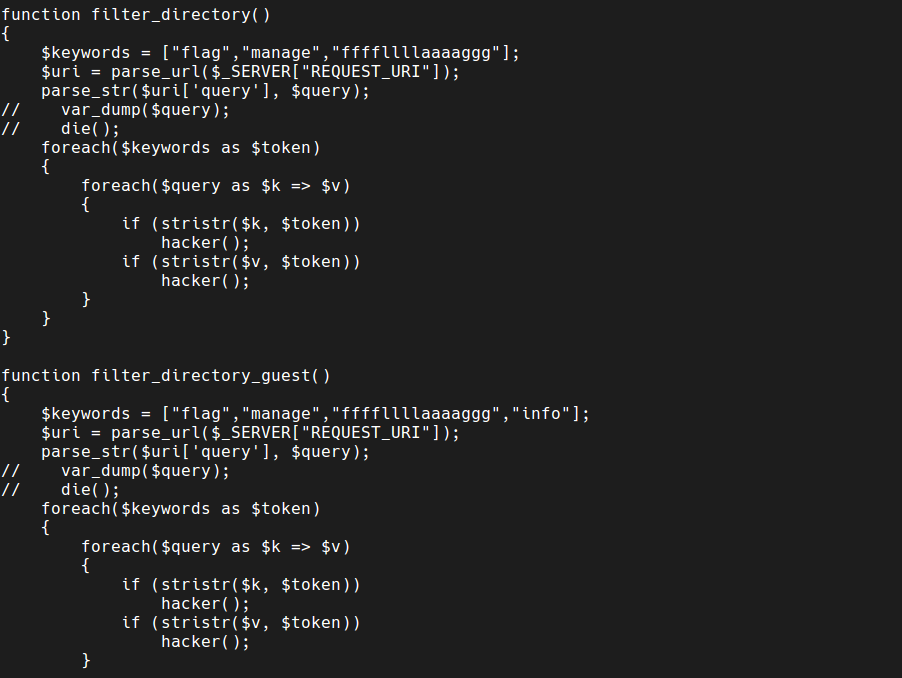 function filter_directory()
{
    $keywords = ["flag","manage","ffffllllaaaaggg"];
    $uri = parse_url($_SERVER["REQUEST_URI"]);
    parse_str($uri['query'], $query);
//    var_dump($query);
//    die();
    foreach($keywords as $token)
    {
        foreach($query as $k => $v)
        {
            if (stristr($k, $token))
                hacker();
            if (stristr($v, $token))
                hacker();
        }
    }
}

function filter_directory_guest()
{
    $keywords = ["flag","manage","ffffllllaaaaggg","info"];
    $uri = parse_url($_SERVER["REQUEST_URI"]);
    parse_str($uri['query'], $query);
//    var_dump($query);
//    die();
    foreach($keywords as $token)
    {
        foreach($query as $k => $v)
        {
            if (stristr($k, $token))
                hacker();
            if (stristr($v, $token))
                hacker();
        }